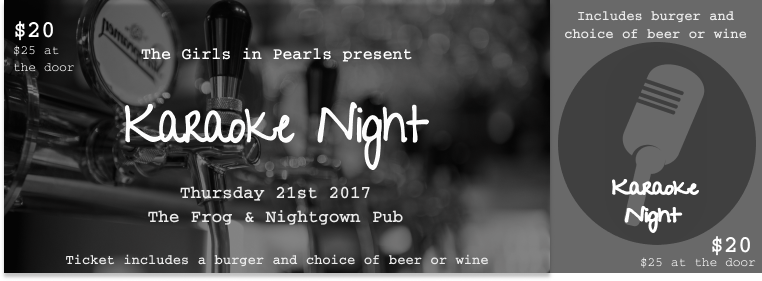 $20
$25 at
the door
The Girls in Pearls present
Karaoke Night
Thursday 21st 2017
The Frog & Nightgown Pub
Ticket includes a burger and choice of beer or wine
Includes burger and
choice of beer or wine
Karaoke
Night
$20
$25 at the door